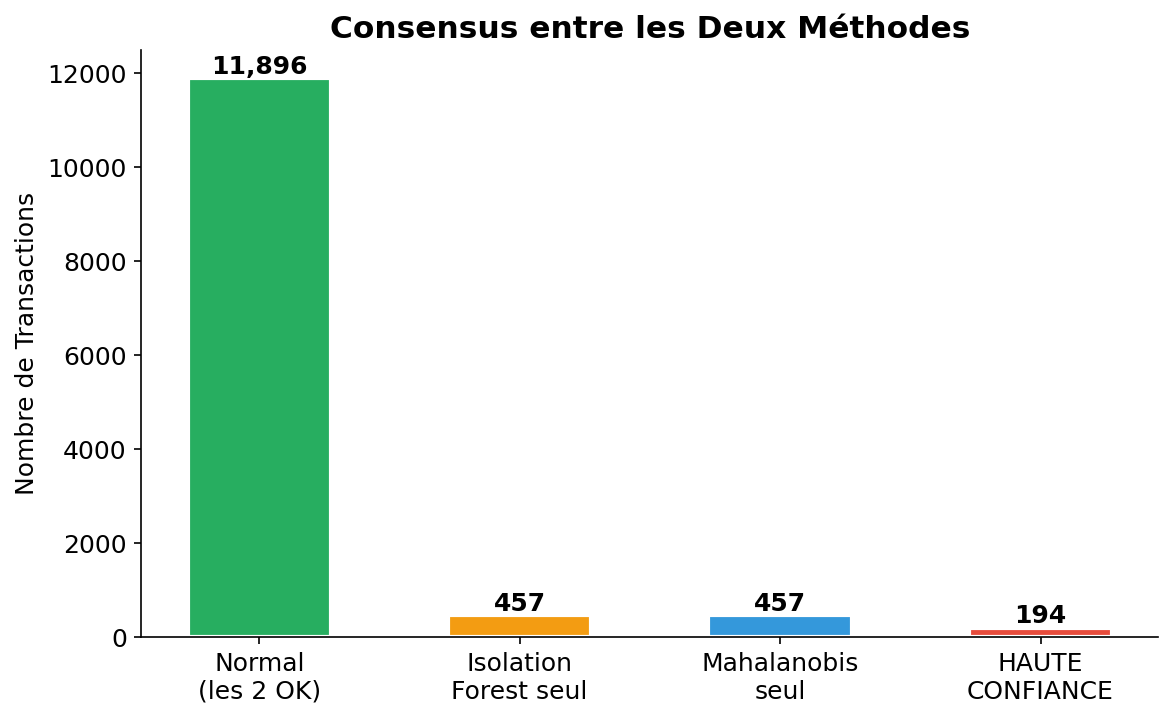 Consensus entre les Deux Méthodes
Nombre de Transactions
12000
10000
8000
6000
4000
2000
0
11,896
457
457
194
Normal
(les 2 OK)
Isolation
Forest seul
Mahalanobis
seul
HAUTE
CONFIANCE